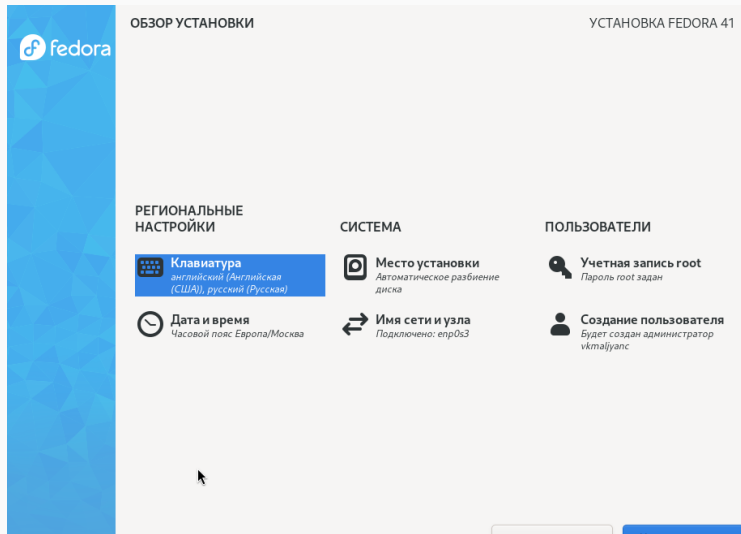 ОБЗОР УСТАНОВКИ
УСТАНОВКА FEDORA 41
fedora
РЕГИОНАЛЬНЫЕ
НАСТРОЙКИ
Клавиатура
английский (Английская
(США)), русский (Русская)
Дата и время
Часовой пояс Европа/Москва
СИСТЕМА
Место установки
Автоматическое разбиение
диска
Имя сети и узла
Подключено: enp0s3
ПОЛЬЗОВАТЕЛИ
Учетная запись root
Пароль root задан
Создание пользователя
Будет создан администратор
vkmaljyanc